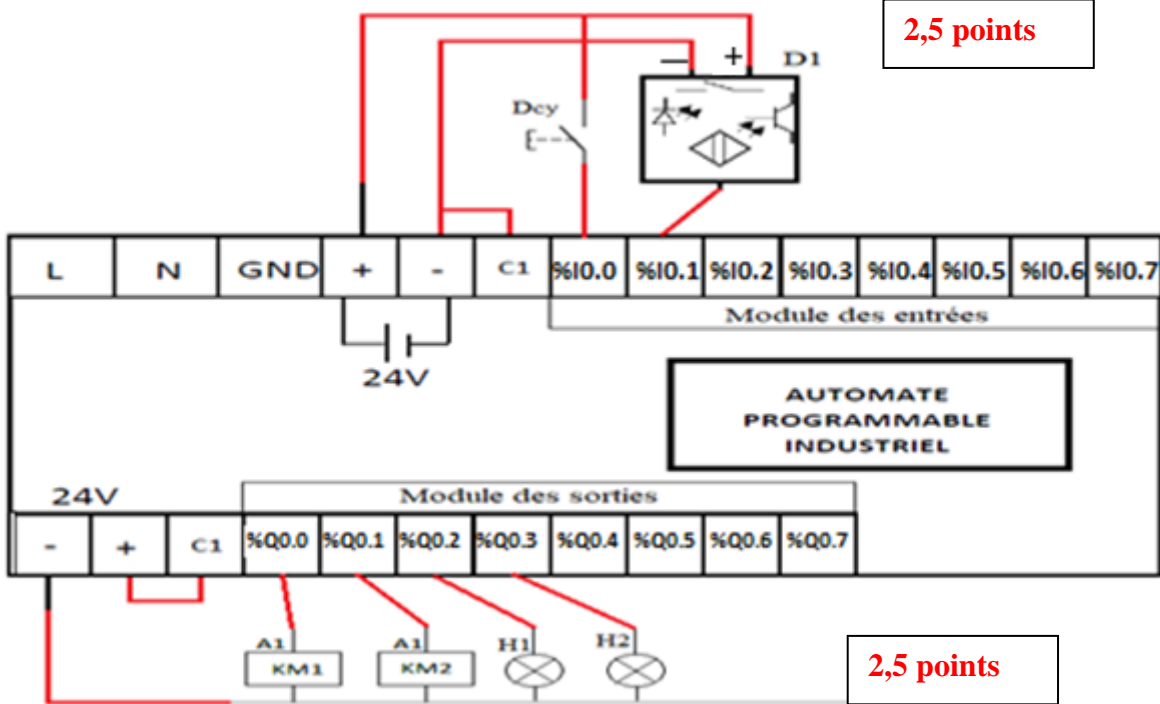 2,5 points
— + D1
Dcy
L N GND + - C1 %I0.0 %I0.1 %I0.2 %I0.3 %I0.4 %I0.5 %I0.6 %I0.7
Module des entrées
24V
AUTOMATE
PROGRAMMABLE
INDUSTRIEL
24V
Module des sorties
- + C1 %Q0.0 %Q0.1 %Q0.2 %Q0.3 %Q0.4 %Q0.5 %Q0.6 %Q0.7
A1 A1 H1 H2
KM1 KM2
2,5 points